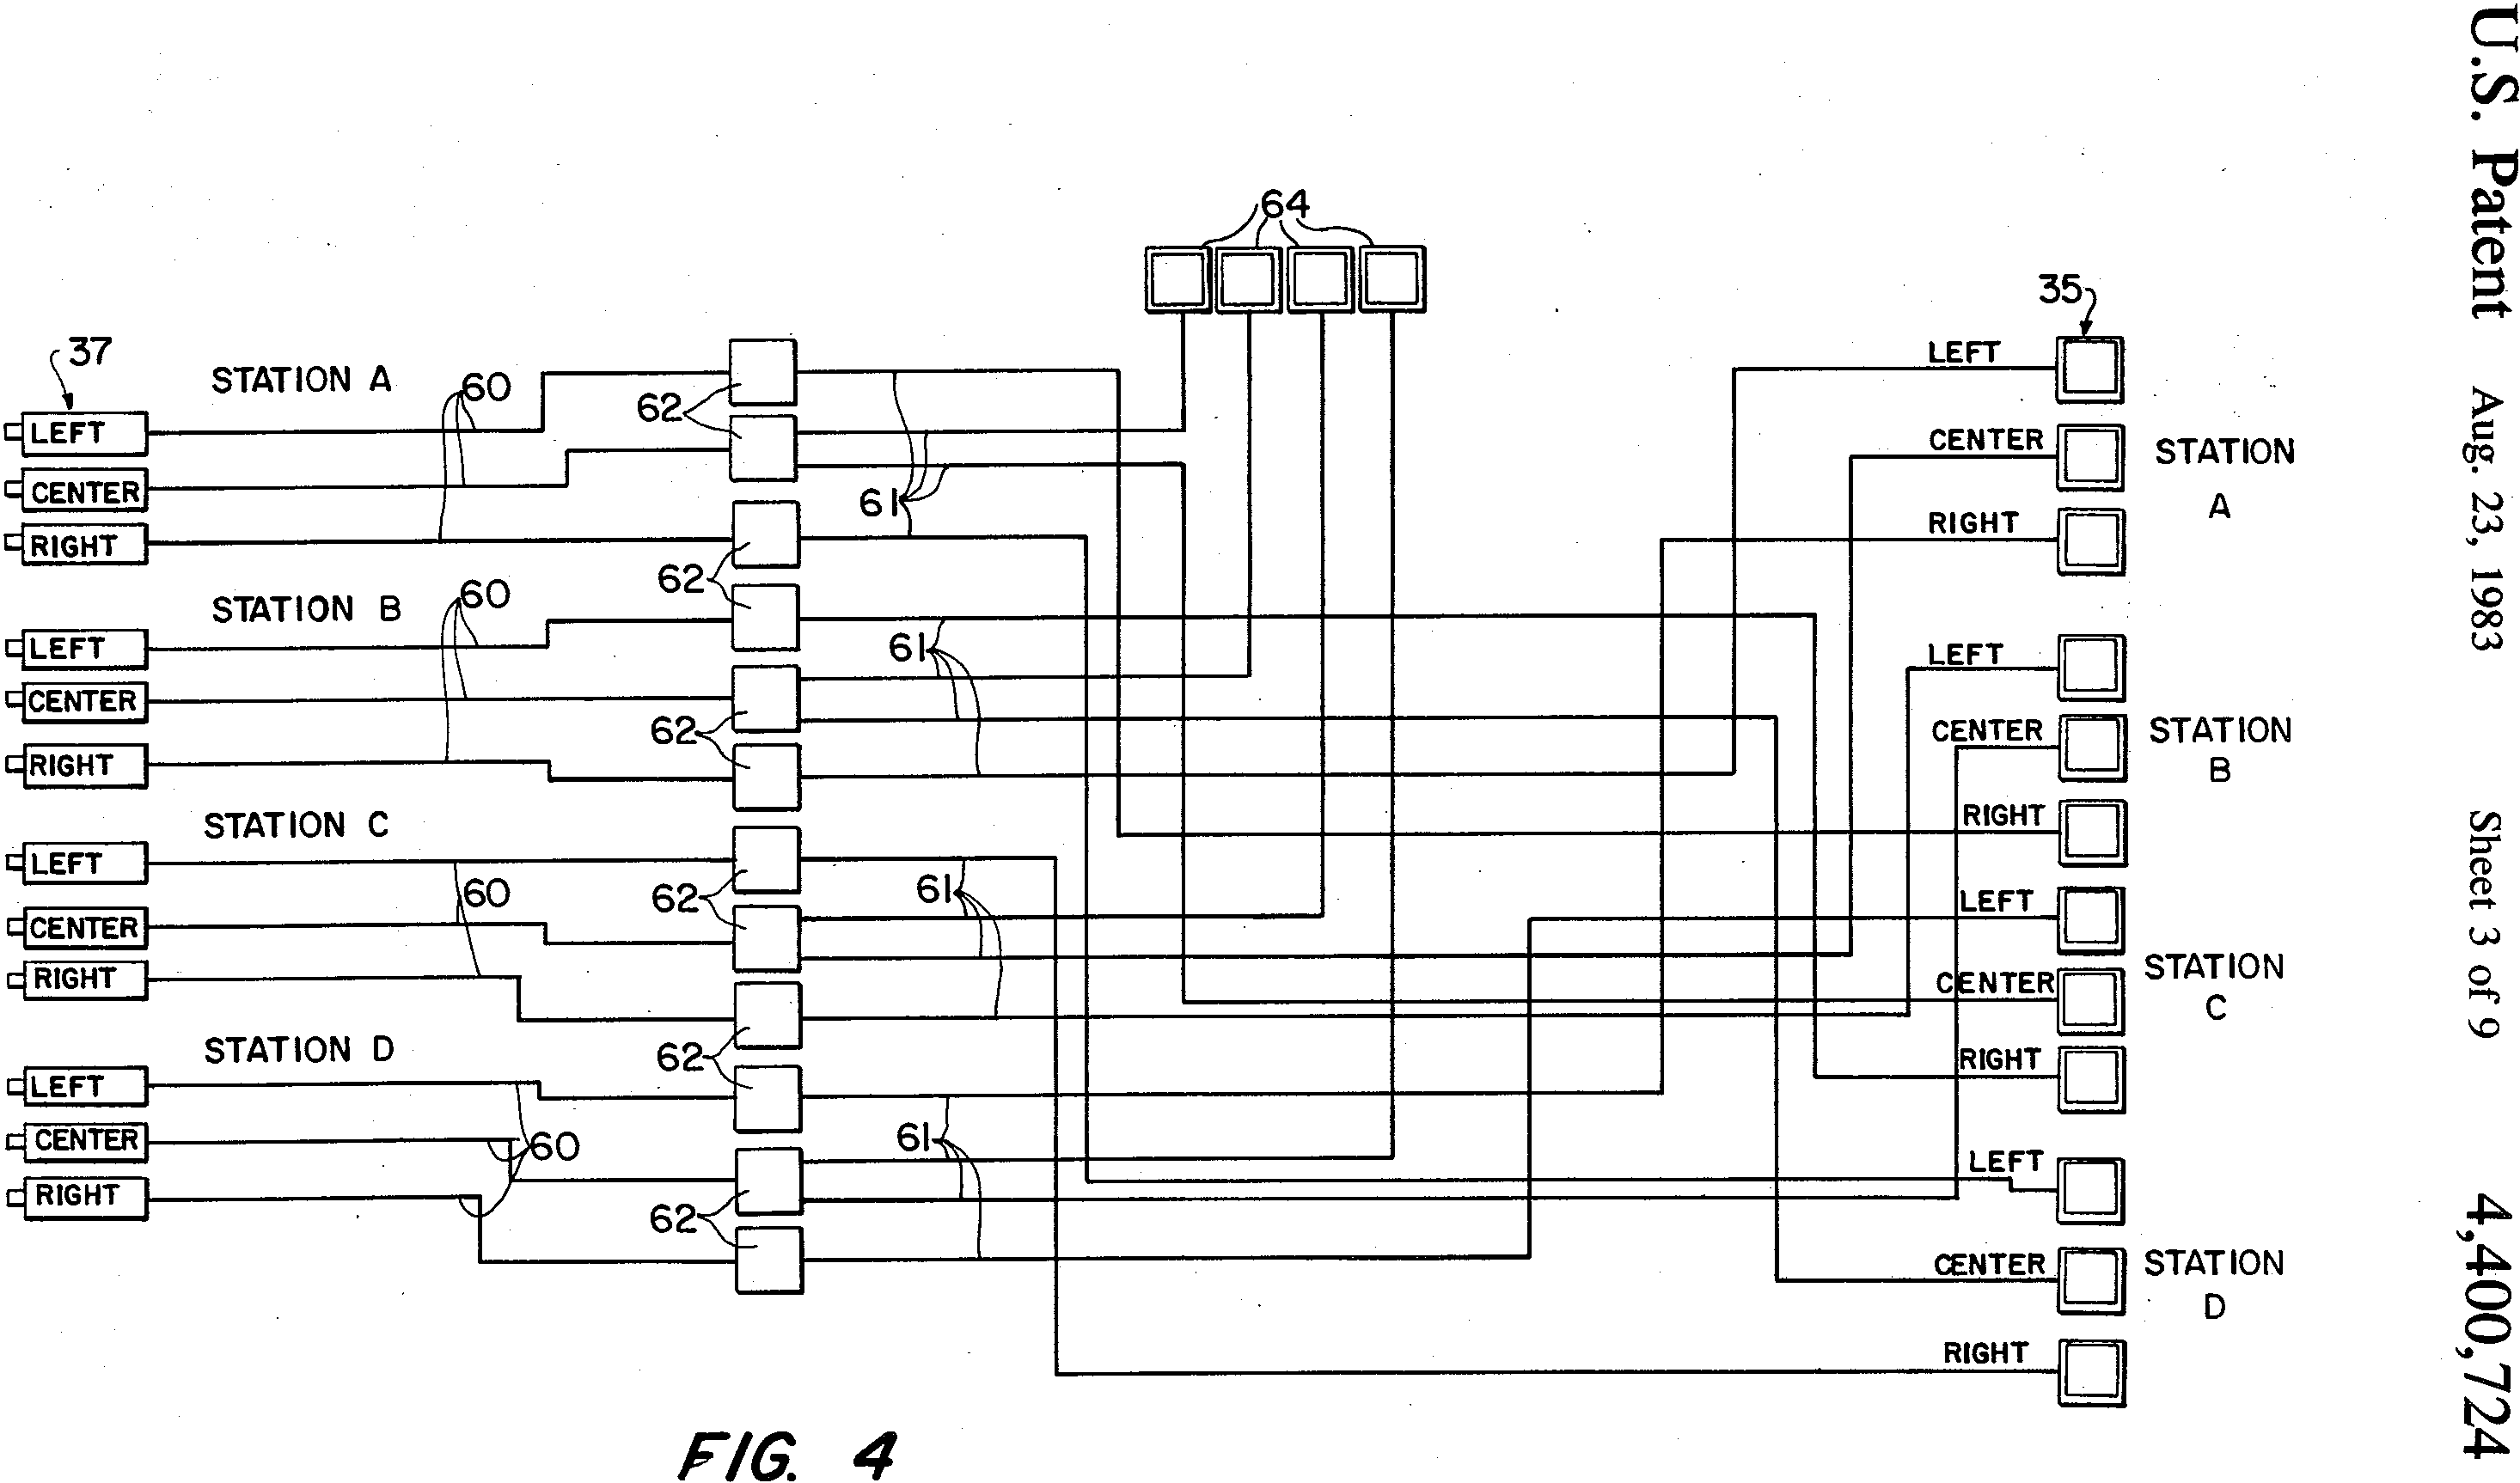 U.S. Patent Aug. 23, 1983 Sheet 3 of 9 4,400,724
64
35
37
STATION A
60
62
LEFT
CENTER
RIGHT
61
62
STATION B
60
LEFT
CENTER
RIGHT
61
62
STATION C
LEFT
60
CENTER
RIGHT
62
61
STATION D
LEFT
CENTER
60
RIGHT
62
61
62
LEFT
CENTER
STATION
A
RIGHT
LEFT
CENTER
STATION
B
RIGHT
LEFT
STATION
CENTER
C
RIGHT
LEFT
CENTER
STATION
D
RIGHT
FIG. 4